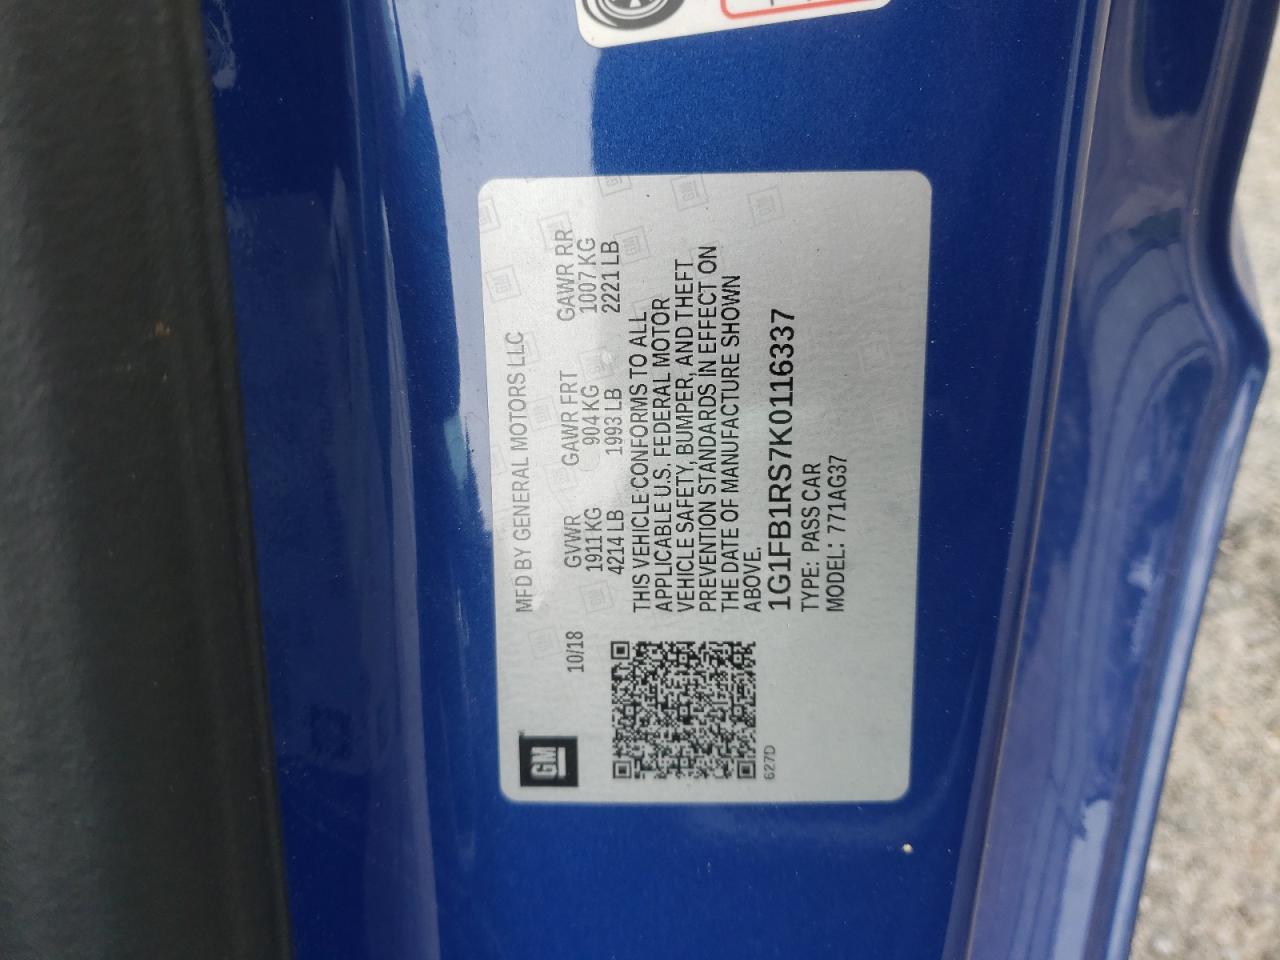 GM
MFD BY GENERAL MOTORS LLC
10/18
GVWR GAWR FRT GAWR RR
1911 KG 904 KG 1007 KG
4214 LB 1993 LB 2221 LB
THIS VEHICLE CONFORMS TO ALL
APPLICABLE U.S. FEDERAL MOTOR
VEHICLE SAFETY, BUMPER, AND THEFT
PREVENTION STANDARDS IN EFFECT ON
THE DATE OF MANUFACTURE SHOWN
ABOVE.
1G1FB1RS7K0116337
TYPE: PASS CAR
MODEL: 771AG37
627D